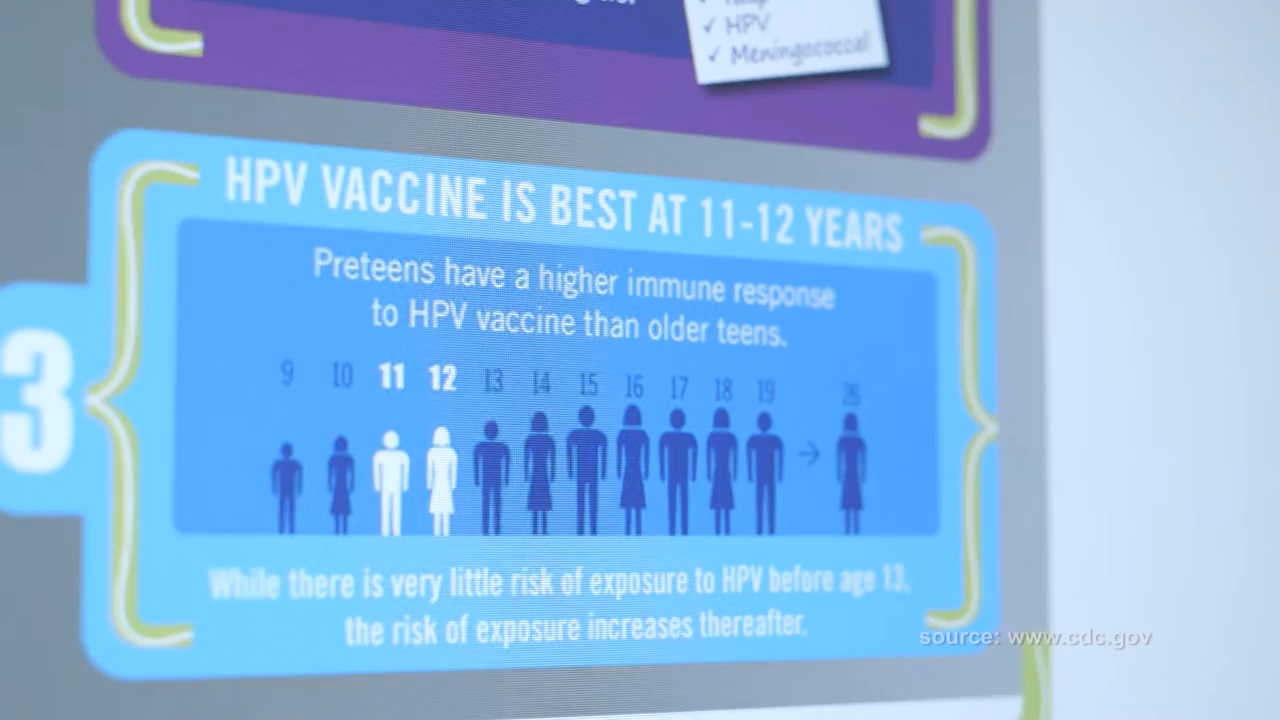 ✓ HPV
✓ Meningococcal
HPV VACCINE IS BEST AT 11-12 YEARS
Preteens have a higher immune response
to HPV vaccine than older teens.
9 10 11 12 13 14 15 16 17 18 19 → 26
3
While there is very little risk of exposure to HPV before age 13,
the risk of exposure increases thereafter.
source: www.cdc.gov